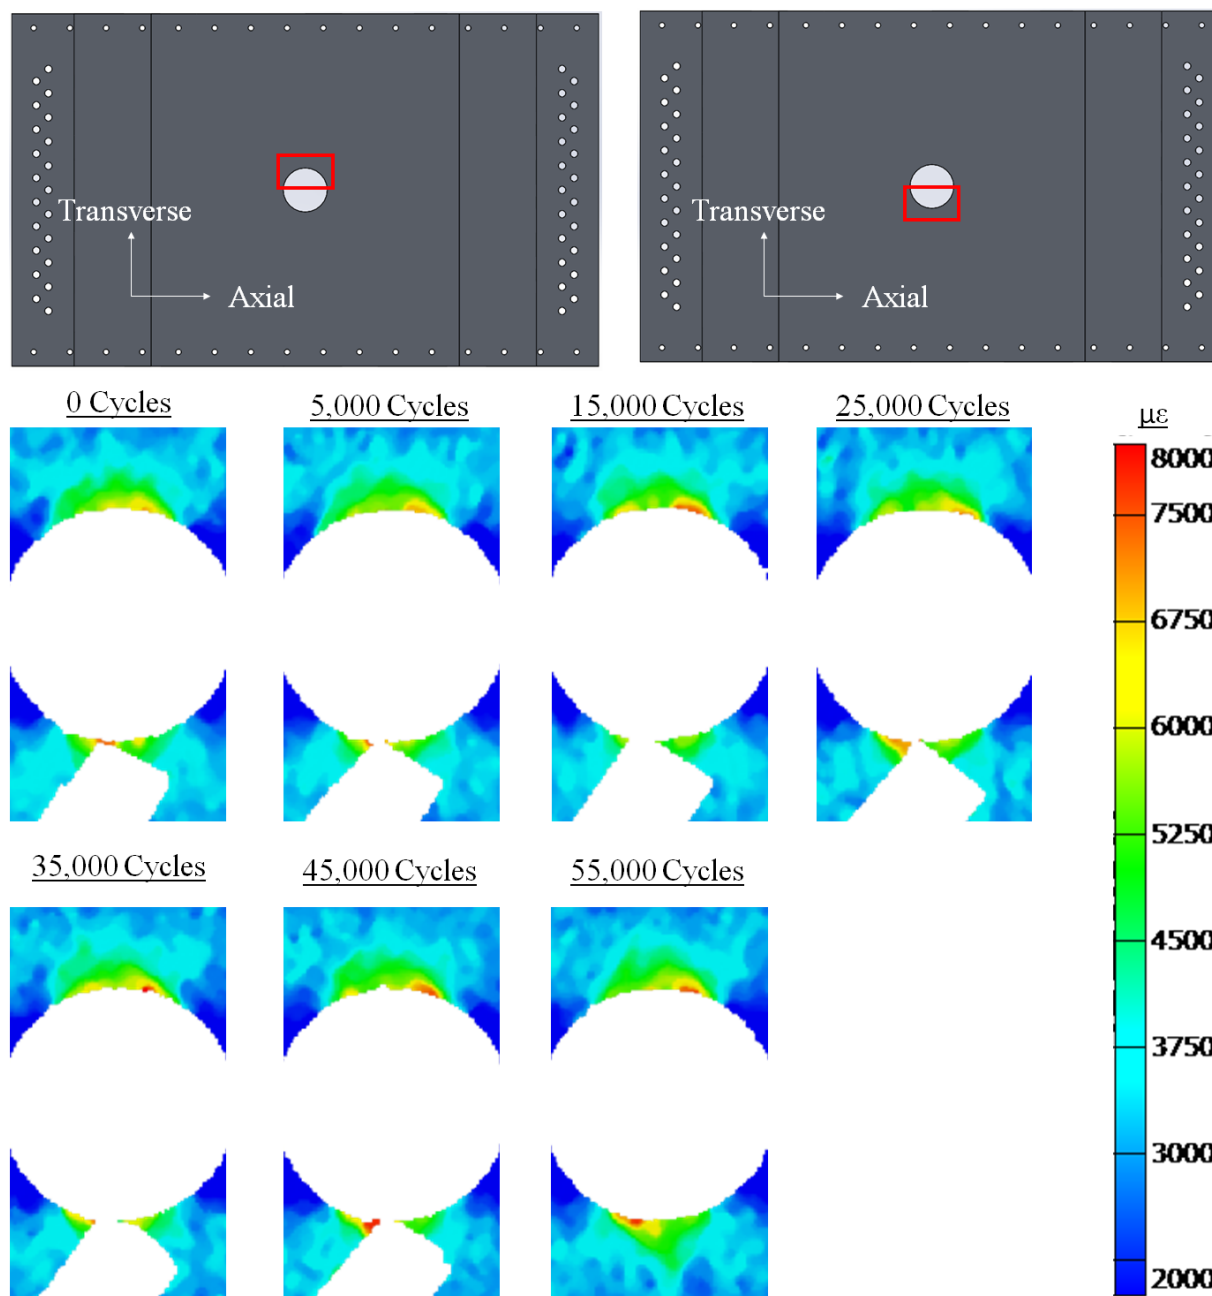 Transverse
Axial
Transverse
Axial
0 Cycles
5,000 Cycles
15,000 Cycles
25,000 Cycles
με
8000
7500
6750
6000
5250
4500
3750
3000
2000
35,000 Cycles
45,000 Cycles
55,000 Cycles